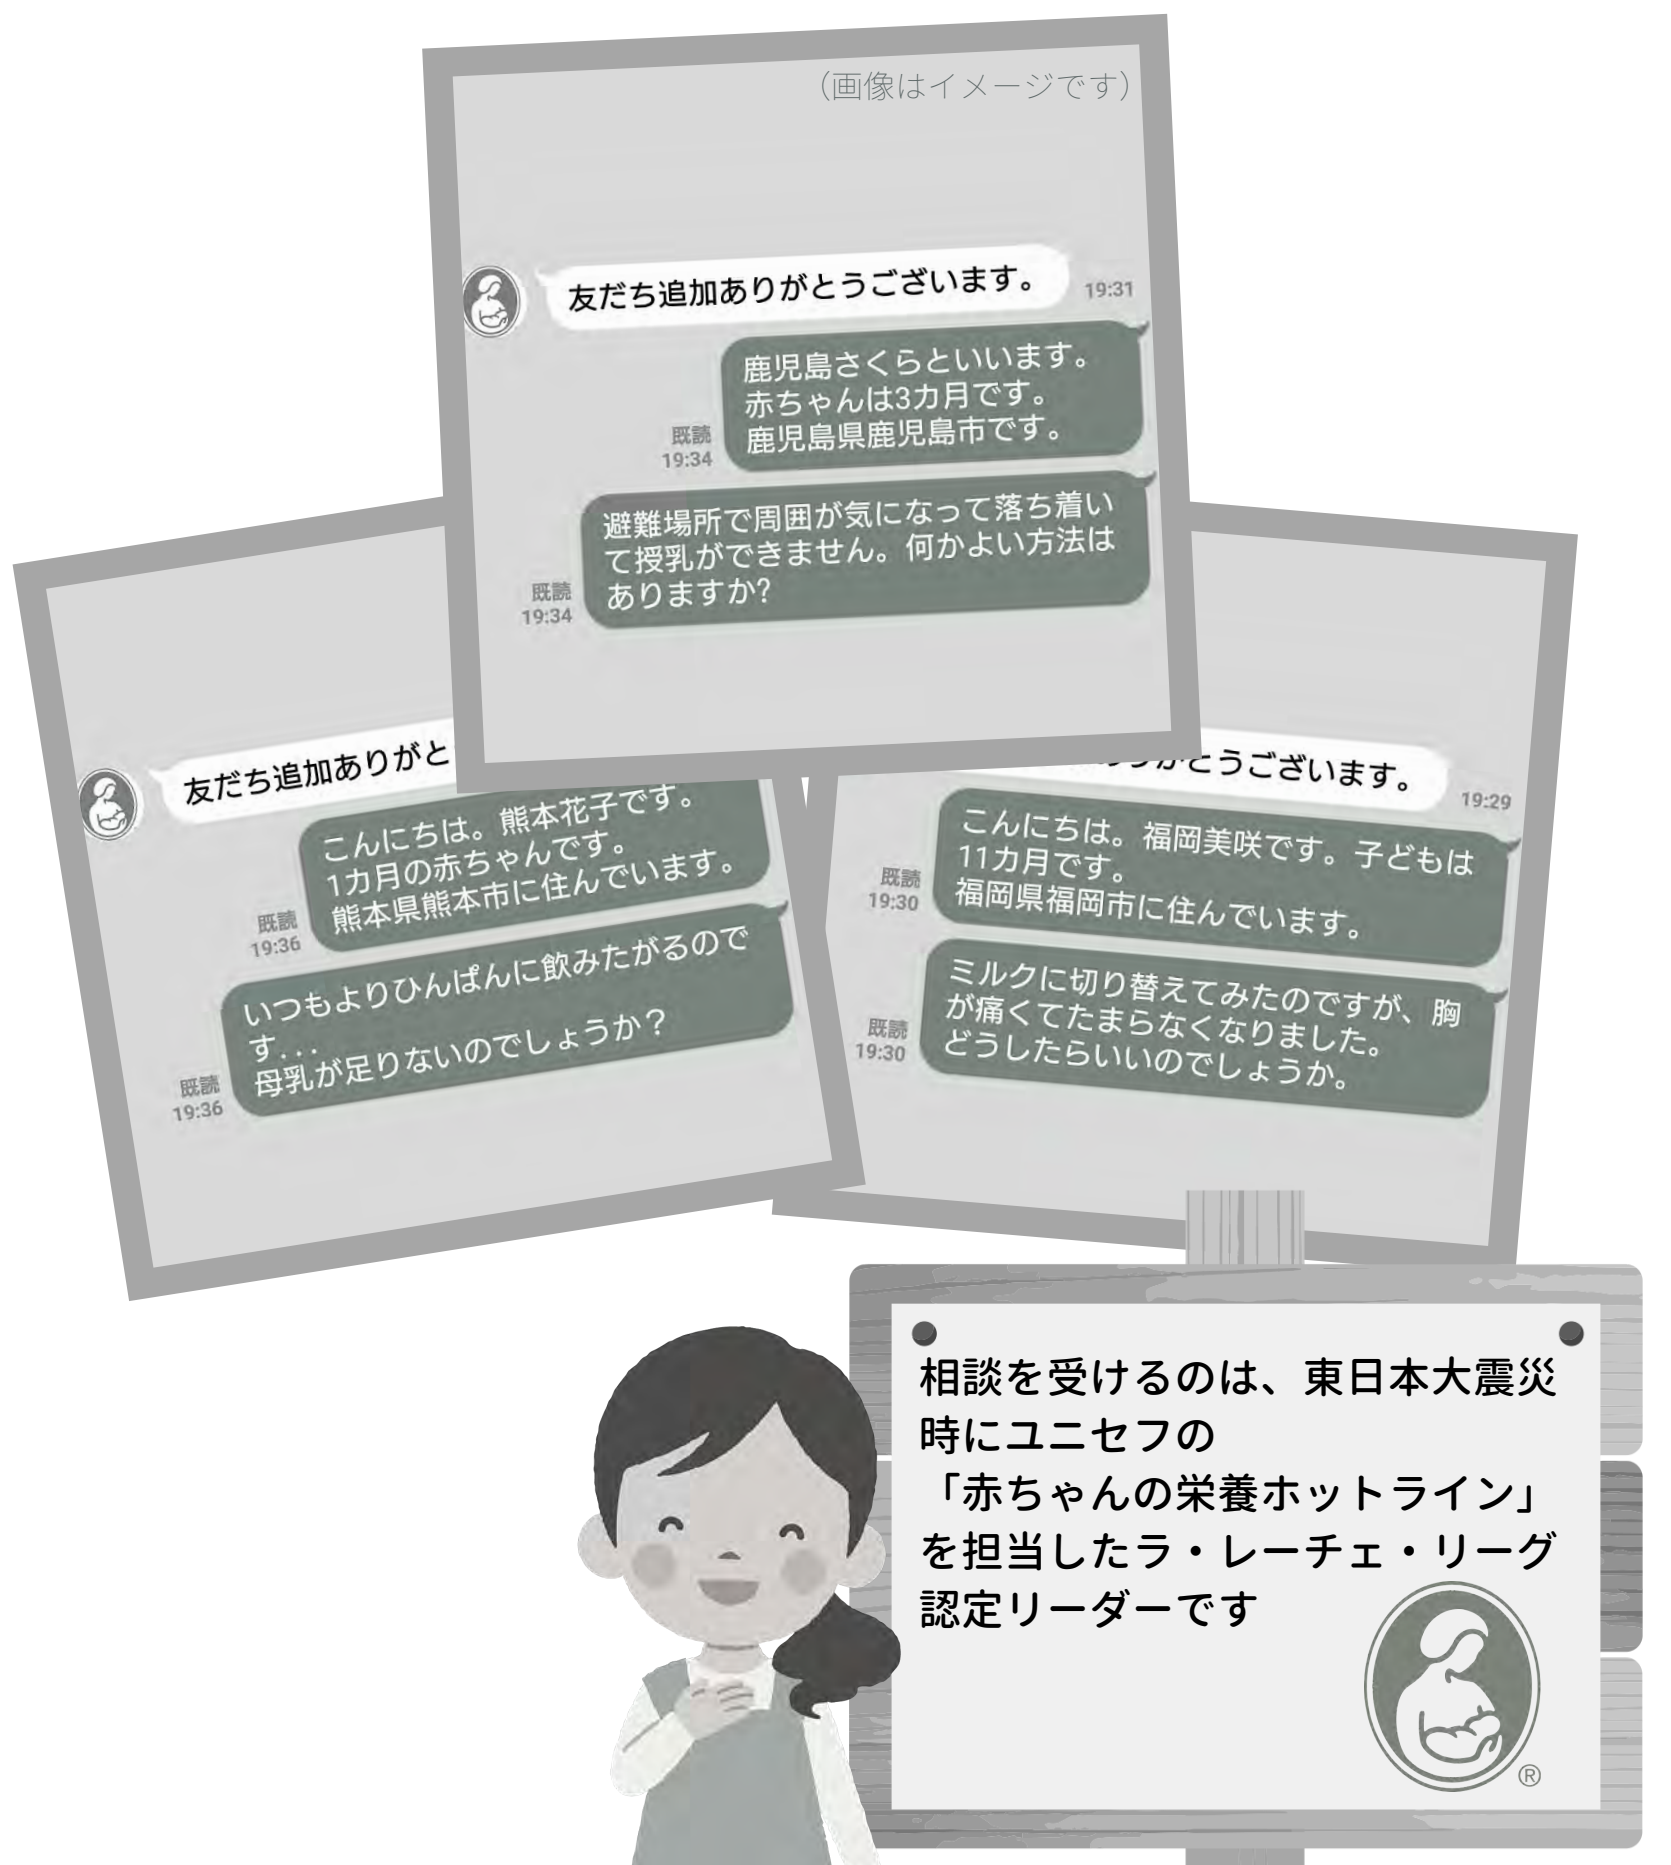 （画像はイメージです）
友だち追加ありがとうございます。
19:31
鹿児島さくらといいます。
赤ちゃんは3カ月です。
鹿児島県鹿児島市です。
既読
19:34
避難場所で周囲が気になって落ち着い
て授乳ができません。何かよい方法は
ありますか?
既読
19:34
友だち追加ありがと
こんにちは。熊本花子です。
1カ月の赤ちゃんです。
熊本県熊本市に住んでいます。
既読
19:36
いつもよりひんぱんに飲みたがるので
す...
母乳が足りないのでしょうか？
既読
19:36
りがとうございます。
19:29
こんにちは。福岡美咲です。子どもは
11カ月です。
福岡県福岡市に住んでいます。
既読
19:30
ミルクに切り替えてみたのですが、胸
が痛くてたまらなくなりました。
どうしたらいいのでしょうか。
既読
19:30
相談を受けるのは、東日本大震災
時にユニセフの
「赤ちゃんの栄養ホットライン」
を担当したラ・レーチェ・リーグ
認定リーダーです
®